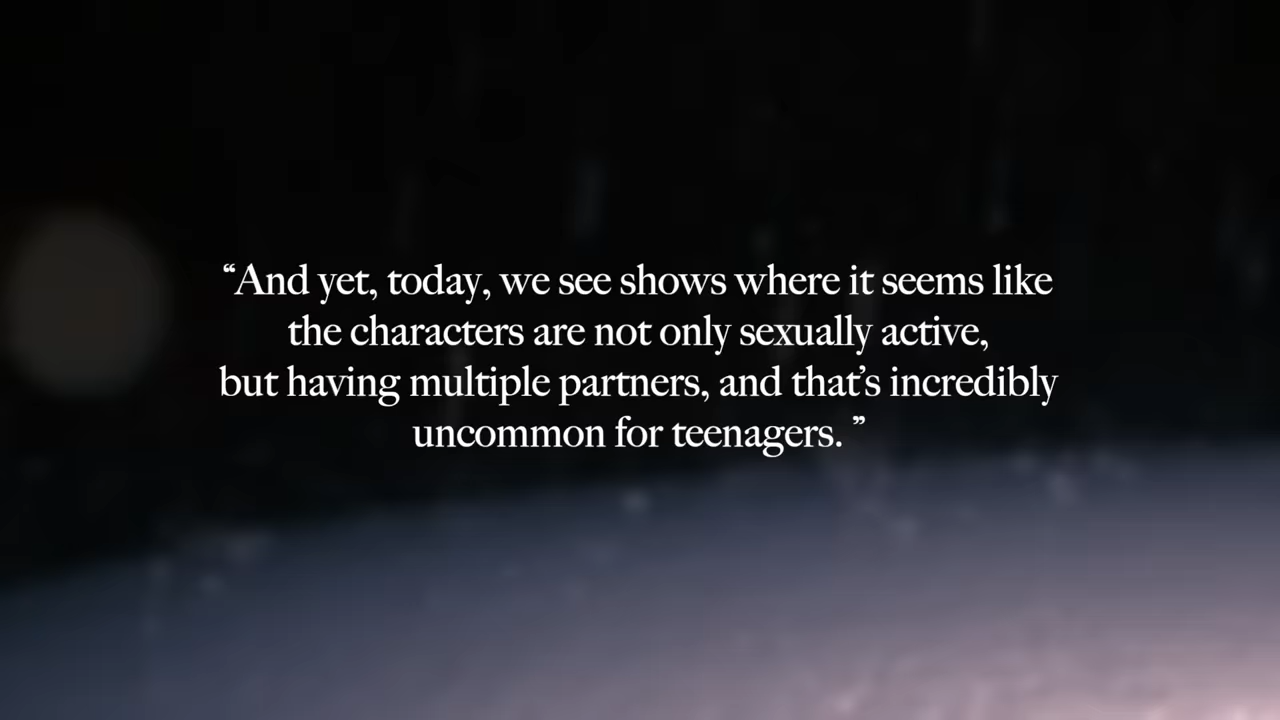 “And yet, today, we see shows where it seems like
the characters are not only sexually active,
but having multiple partners, and that’s incredibly
uncommon for teenagers. ”